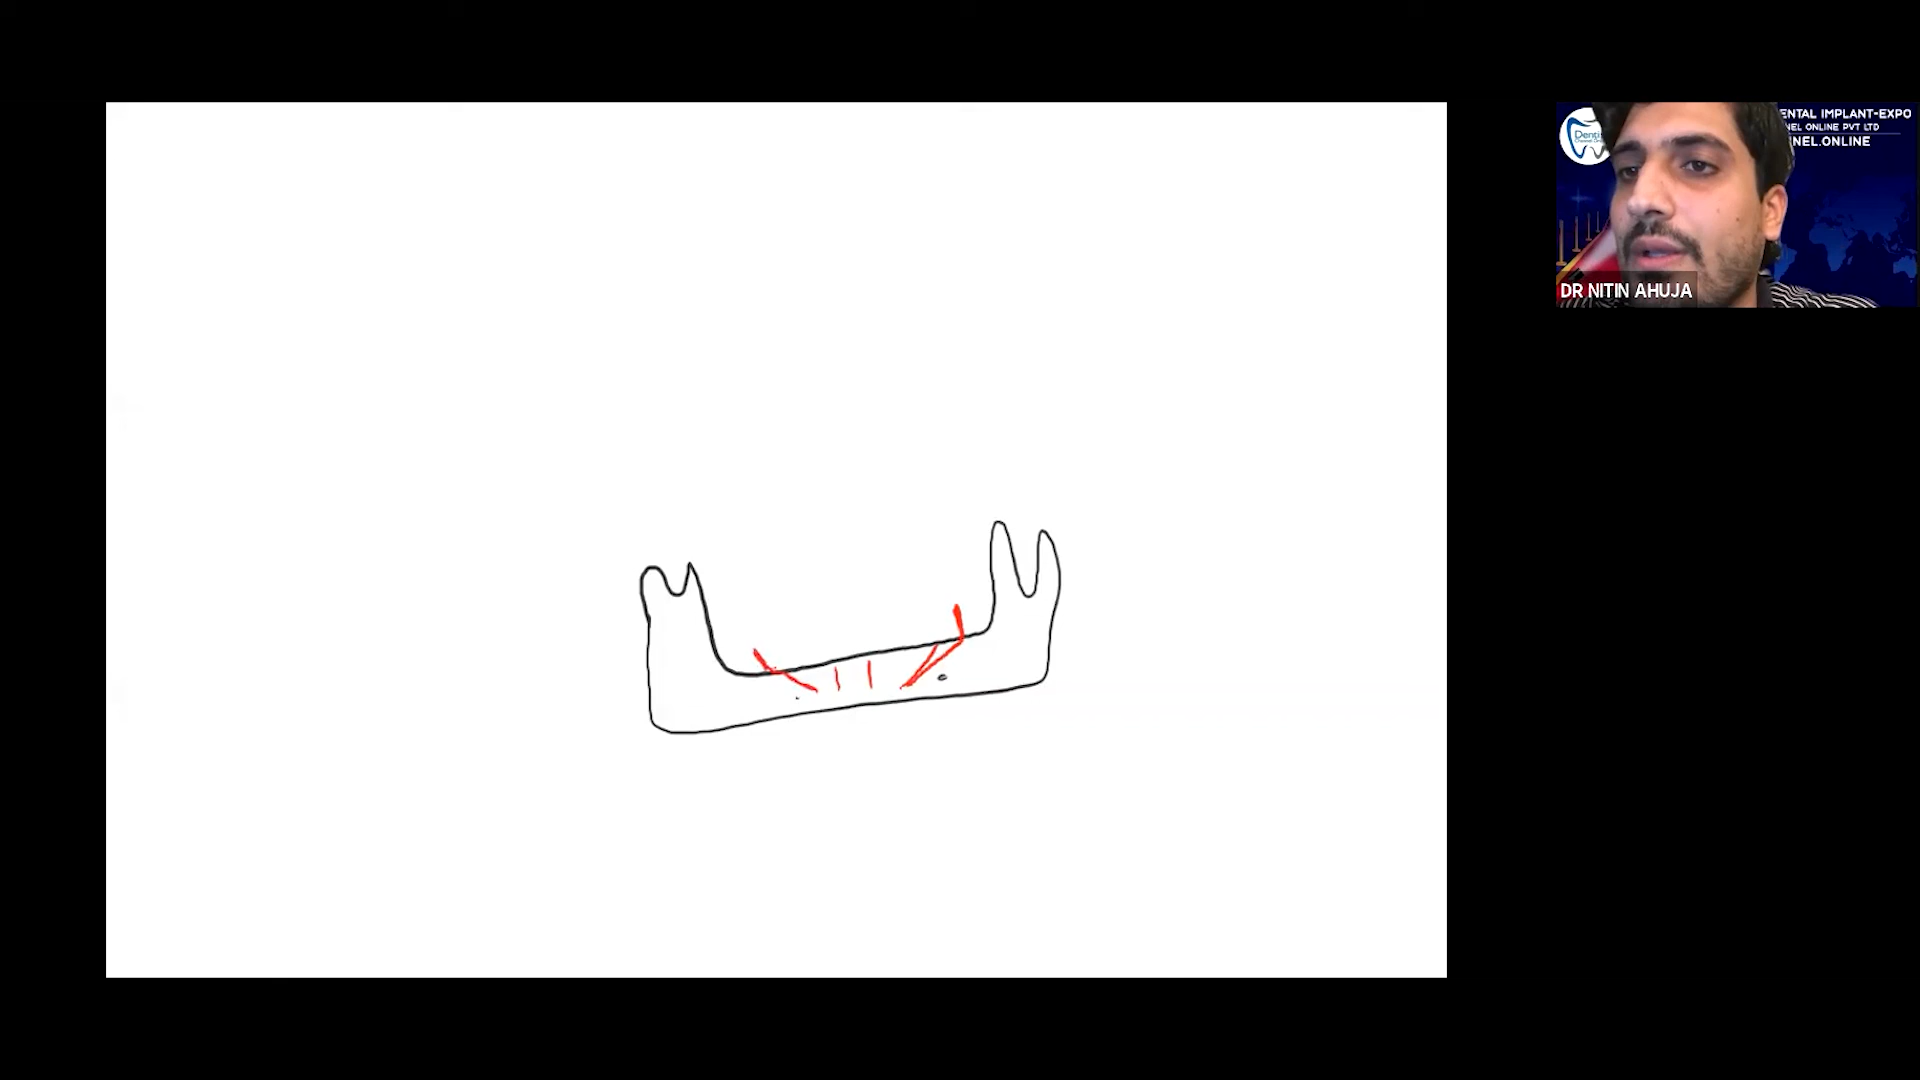 ENTAL IMPLANT-EXPO
NEL ONLINE PVT LTD
NEL.ONLINE
DR NITIN AHUJA